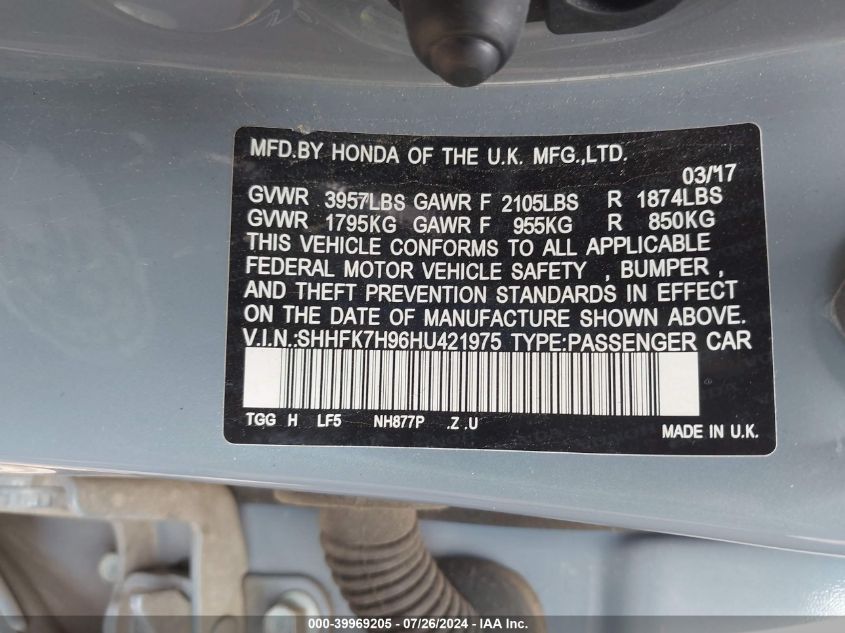 MFD.BY HONDA OF THE U.K. MFG.,LTD.
03/17
GVWR 3957LBS GAWR F 2105LBS R 1874LBS
GVWR 1795KG GAWR F 955KG R 850KG
THIS VEHICLE CONFORMS TO ALL APPLICABLE
FEDERAL MOTOR VEHICLE SAFETY , BUMPER ,
AND THEFT PREVENTION STANDARDS IN EFFECT
ON THE DATE OF MANUFACTURE SHOWN ABOVE.
V.I.N.:SHHFK7H96HU421975 TYPE:PASSENGER CAR
TGG H LF5 NH877P .Z .U
MADE IN U.K.
000-39969205 - 07/26/2024 - IAA Inc.